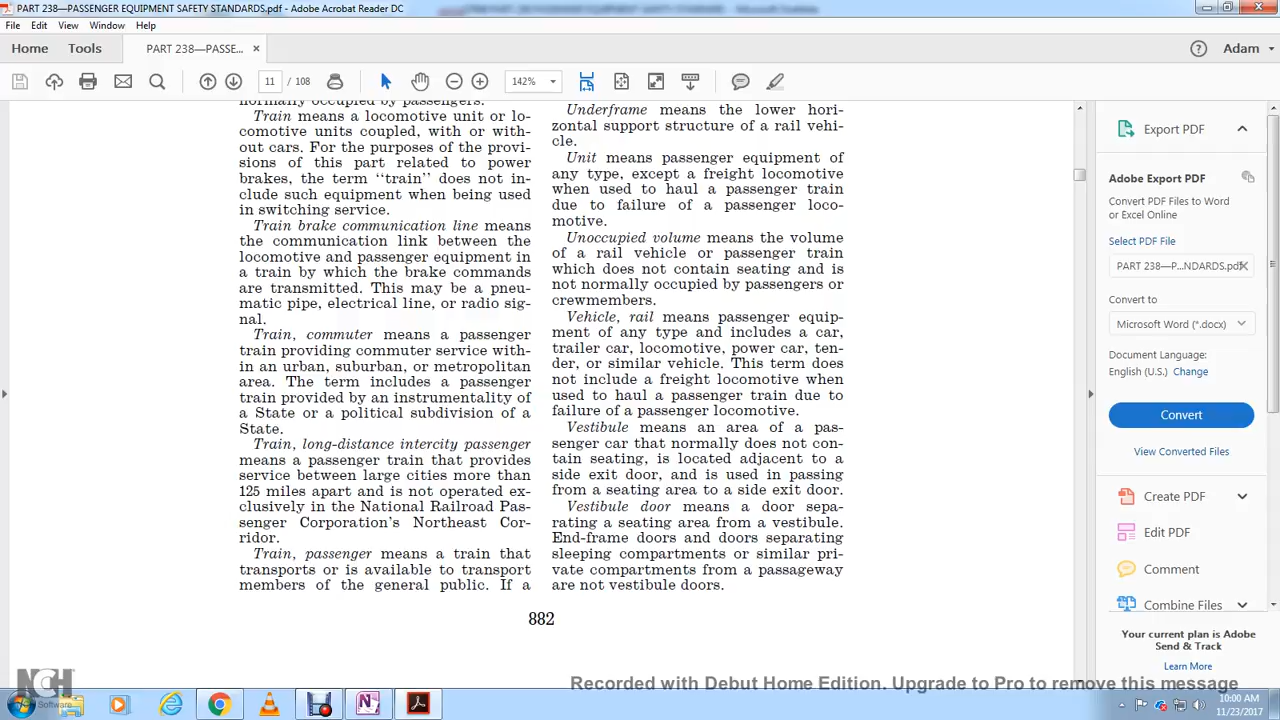 PART 238—PASSENGER EQUIPMENT SAFETY STANDARDS.pdf - Adobe Acrobat Reader DC
File Edit View Window Help
Home Tools PART 238—PASSE... × Adam
11 / 108 142%
normally occupied by passengers.
Train means a locomotive unit or lo-
comotive units coupled, with or with-
out cars. For the purposes of the provi-
sions of this part related to power
brakes, the term ‘‘train’’ does not in-
clude such equipment when being used
in switching service.
Train brake communication line means
the communication link between the
locomotive and passenger equipment in
a train by which the brake commands
are transmitted. This may be a pneu-
matic pipe, electrical line, or radio sig-
nal.
Train, commuter means a passenger
train providing commuter service with-
in an urban, suburban, or metropolitan
area. The term includes a passenger
train provided by an instrumentality of
a State or a political subdivision of a
State.
Train, long-distance intercity passenger
means a passenger train that provides
service between large cities more than
125 miles apart and is not operated ex-
clusively in the National Railroad Pas-
senger Corporation's Northeast Cor-
ridor.
Train, passenger means a train that
transports or is available to transport
members of the general public. If a
Underframe means the lower hori-
zontal support structure of a rail vehi-
cle.
Unit means passenger equipment of
any type, except a freight locomotive
when used to haul a passenger train
due to failure of a passenger loco-
motive.
Unoccupied volume means the volume
of a rail vehicle or passenger train
which does not contain seating and is
not normally occupied by passengers or
crewmembers.
Vehicle, rail means passenger equip-
ment of any type and includes a car,
trailer car, locomotive, power car, ten-
der, or similar vehicle. This term does
not include a freight locomotive when
used to haul a passenger train due to
failure of a passenger locomotive.
Vestibule means an area of a pas-
senger car that normally does not con-
tain seating, is located adjacent to a
side exit door, and is used in passing
from a seating area to a side exit door.
Vestibule door means a door sepa-
rating a seating area from a vestibule.
End-frame doors and doors separating
sleeping compartments or similar pri-
vate compartments from a passageway
are not vestibule doors.
882
Export PDF
Adobe Export PDF
Convert PDF Files to Word
or Excel Online
Select PDF File
PART 238—P...NDARDS.pdf
Convert to
Microsoft Word (*.docx)
Document Language:
English (U.S.) Change
Convert
View Converted Files
Create PDF
Edit PDF
Comment
Combine Files
Your current plan is Adobe
Send & Track
Learn More
NCH
Software
Recorded with Debut Home Edition. Upgrade to Pro to remove this message
10:00 AM
11/23/2017